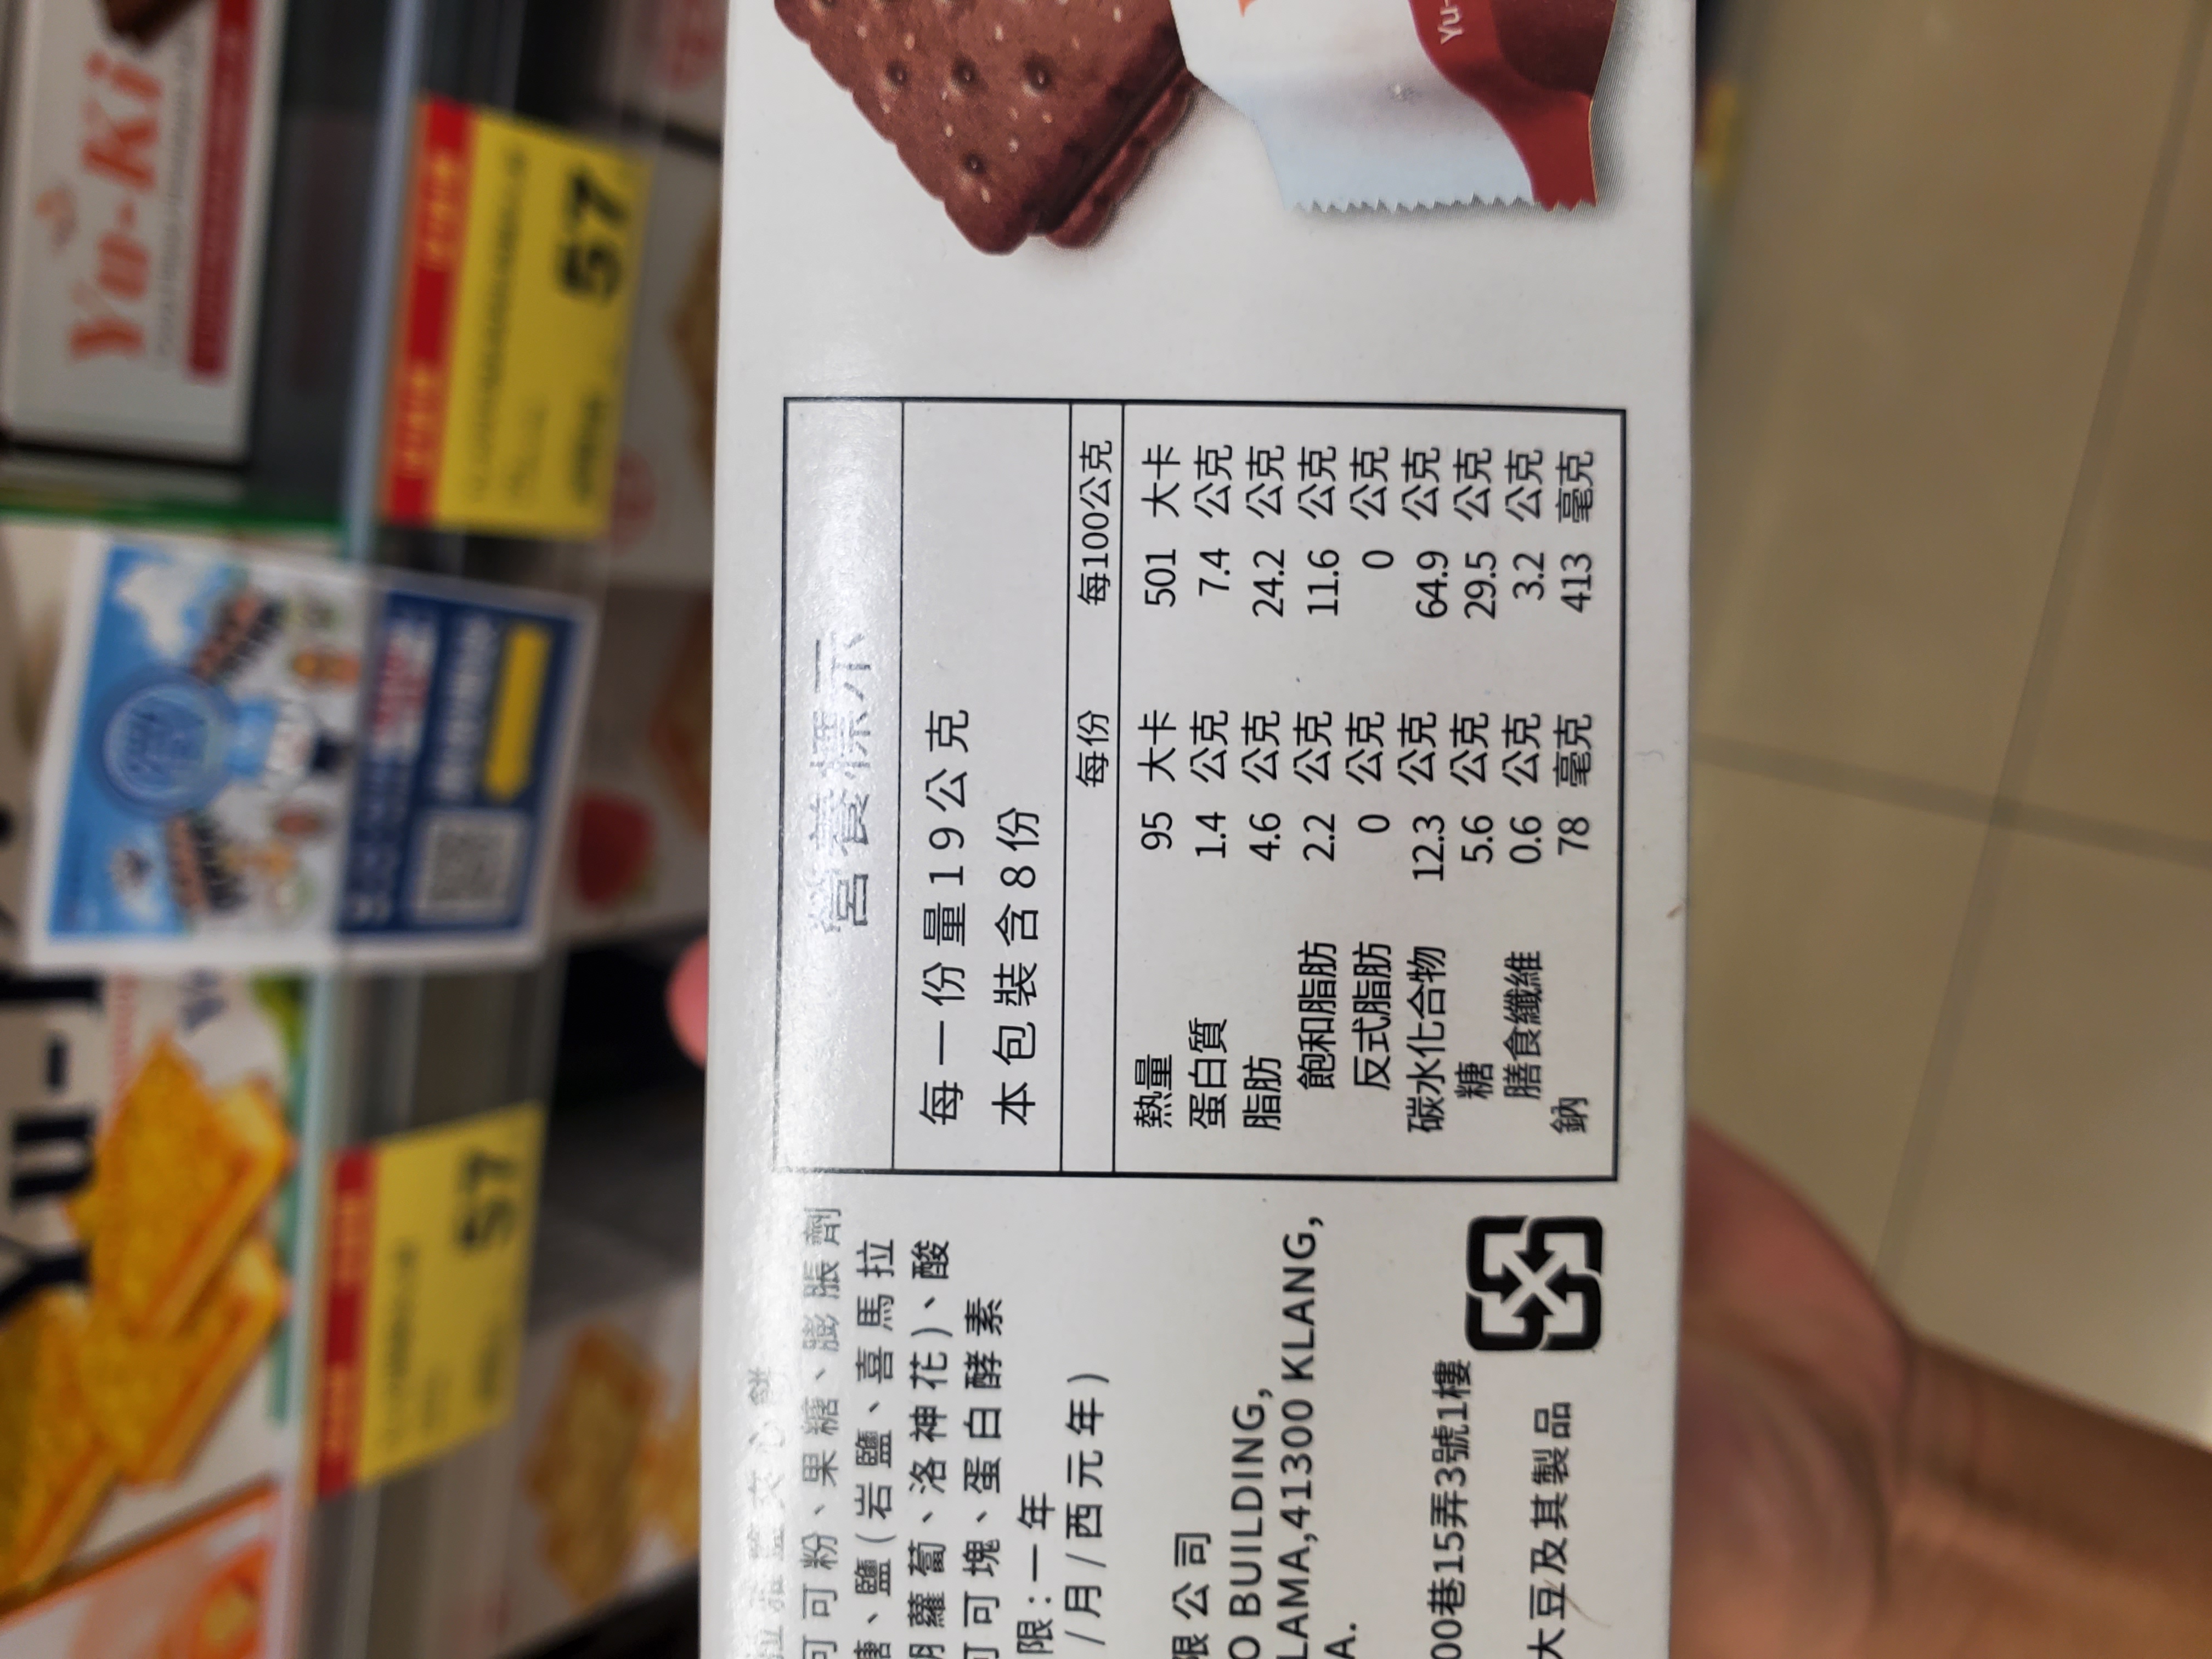 Yu-
57
Yu-Ki
57
拉雅鹽夾心餅
可可粉、果糖、膨脹劑
糖、鹽(岩鹽、喜馬拉
胡蘿蔔、洛神花)、酸
可可塊、蛋白酵素
限:一年
/月/西元年)
限公司
O BUILDING,
LAMA,41300 KLANG,
A.
00巷15弄3號1樓
大豆及其製品
營養標示
每一份量19公克
本包裝含8份
每份 每100公克
熱量 95 大卡 501 大卡
蛋白質 1.4 公克 7.4 公克
脂肪 4.6 公克 24.2 公克
飽和脂肪 2.2 公克 11.6 公克
反式脂肪 0 公克 0 公克
碳水化合物 12.3 公克 64.9 公克
糖 5.6 公克 29.5 公克
膳食纖維 0.6 公克 3.2 公克
鈉 78 毫克 413 毫克
Yu-